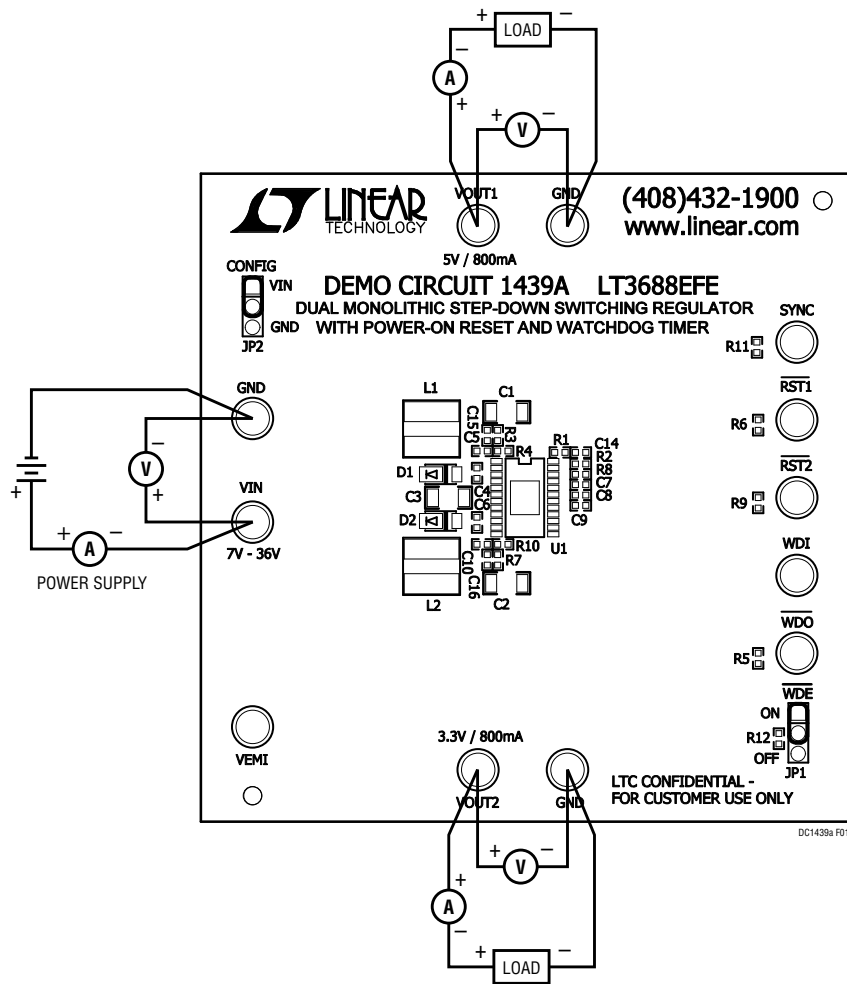 + LOAD –
–
A
+
+ V –
LINEAR
TECHNOLOGY
VOUT1
GND
5V / 800mA
(408)432-1900
www.linear.com
CONFIG
VIN
GND
JP2
DEMO CIRCUIT 1439A LT3688EFE
DUAL MONOLITHIC STEP-DOWN SWITCHING REGULATOR
WITH POWER-ON RESET AND WATCHDOG TIMER
SYNC
R11
RST1
R6
RST2
R9
WDI
WDO
R5
WDE
ON
R12
OFF
JP1
GND
–
V
+
+
VIN
+ A –
7V - 36V
POWER SUPPLY
L1
C15
C1
C5
R3
R4
R1
C14
R2
R8
C7
C8
C9
D1
C3
C4
C6
D2
R10
U1
R7
C10
C16
L2
C2
VEMI
3.3V / 800mA
VOUT2
GND
LTC CONFIDENTIAL -
FOR CUSTOMER USE ONLY
DC1439a F01
+ V –
+
A
–
+ LOAD –